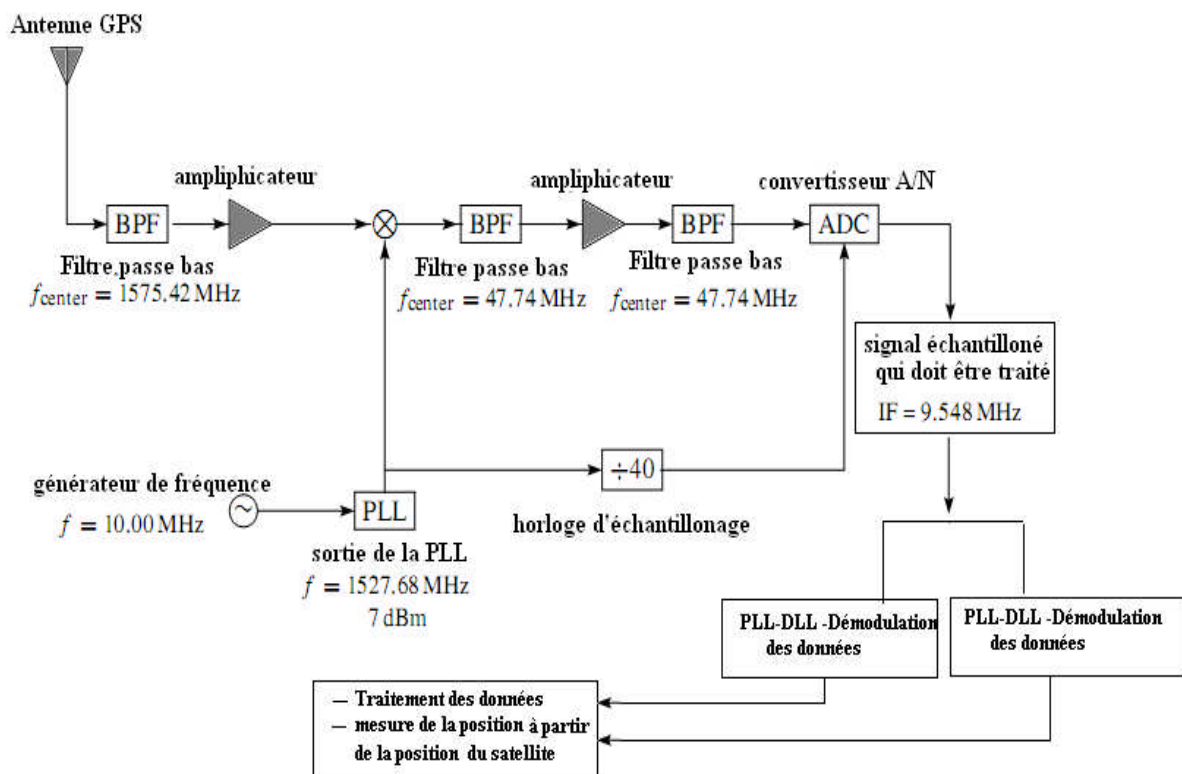 Antenne GPS
ampliphicateur
ampliphicateur
convertisseur A/N
BPF
BPF
BPF
ADC
Filtre passe bas
f center = 1575.42 MHz
Filtre passe bas
f center = 47.74 MHz
Filtre passe bas
f center = 47.74 MHz
signal échantilloné
qui doit être traité
IF = 9.548 MHz
générateur de fréquence
f = 10.00 MHz
~
PLL
÷40
horloge d'échantillonage
sortie de la PLL
f = 1527.68 MHz
7 dBm
PLL-DLL -Démodulation
des données
PLL-DLL -Démodulation
des données
– Traitement des données
– mesure de la position à partir
de la position du satellite